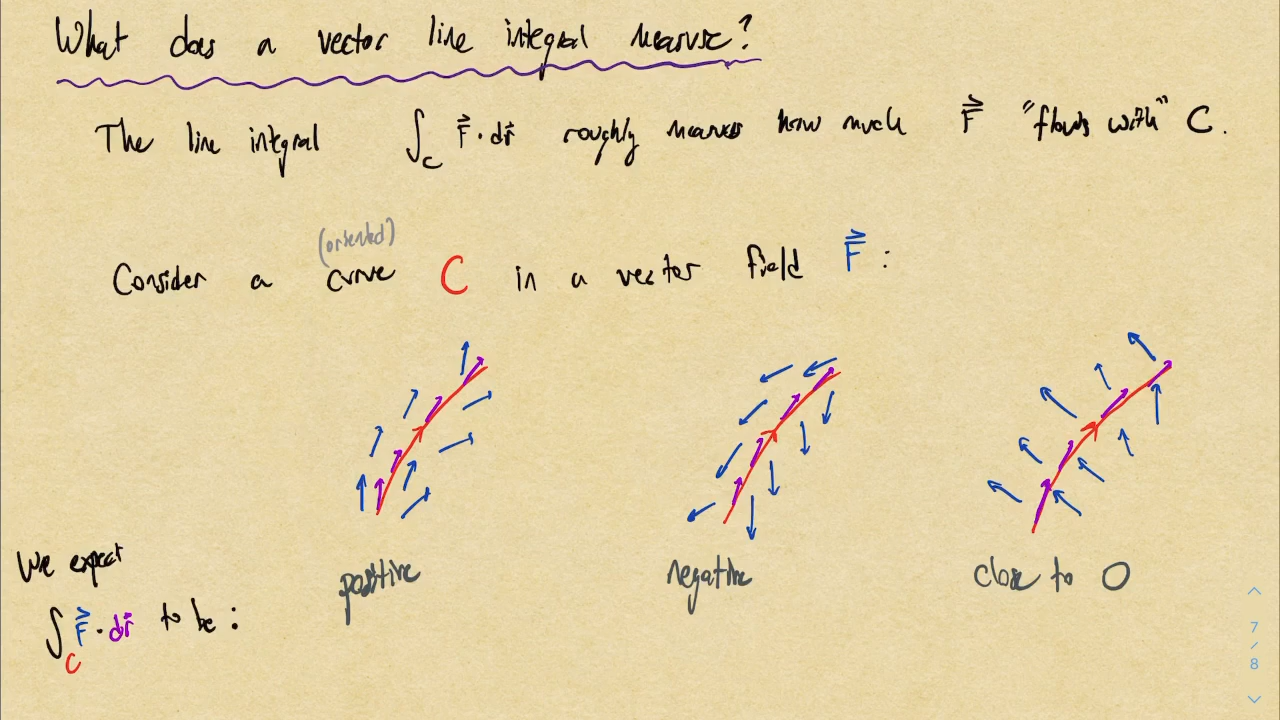 What does a vector line integral measure?
The line integral ∫_C F⃗ · dr⃗ roughly measures how much F⃗ "flows with" C.
(oriented)
Consider a curve C in a vector field F⃗ :
We expect
positive negative close to 0
∫_C F⃗ · dr⃗ to be :
7
/
8